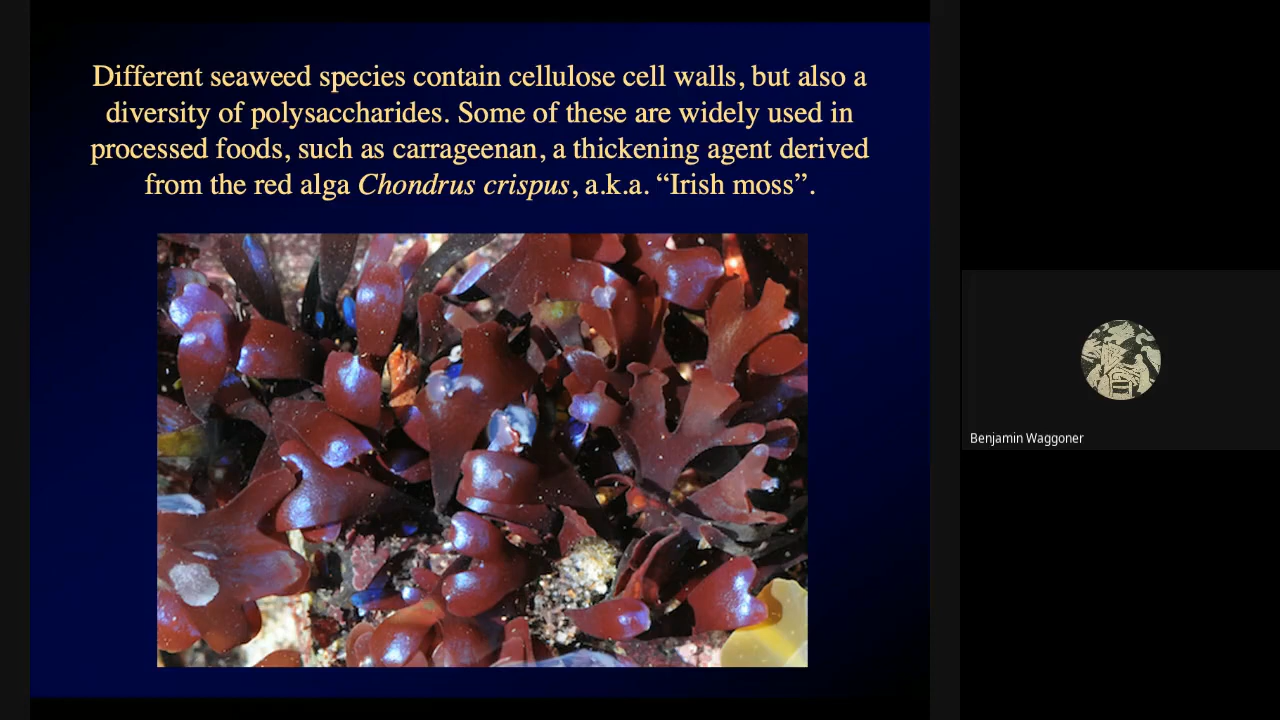 Different seaweed species contain cellulose cell walls, but also a
diversity of polysaccharides. Some of these are widely used in
processed foods, such as carrageenan, a thickening agent derived
from the red alga Chondrus crispus, a.k.a. “Irish moss”.
Benjamin Waggoner